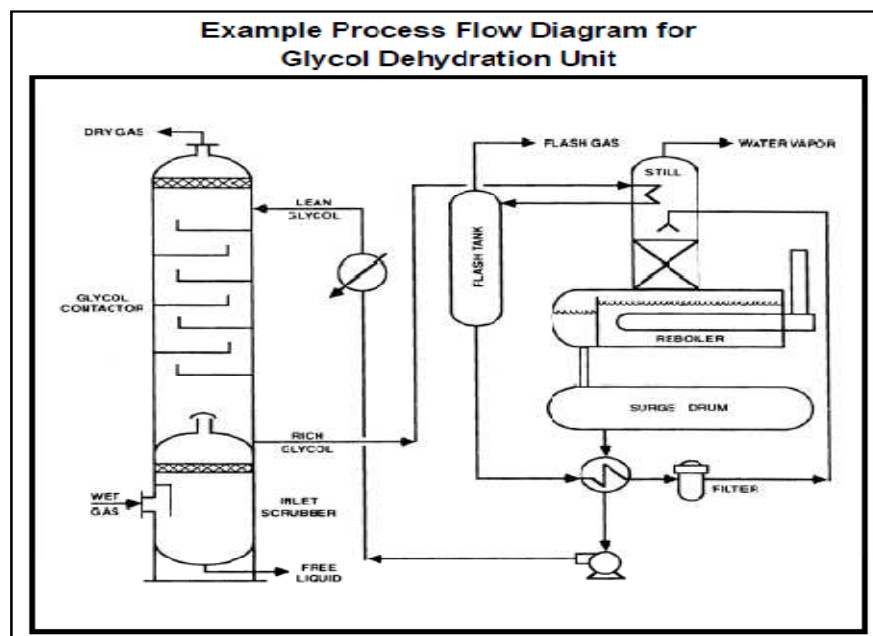 Example Process Flow Diagram for
Glycol Dehydration Unit
DRY GAS
FLASH GAS
WATER VAPOR
STILL
LEAN
GLYCOL
FLASH TANK
GLYCOL
CONTACTOR
REBOILER
SURGE DRUM
RICH
GLYCOL
WET
GAS
INLET
SCRUBBER
FILTER
FREE
LIQUID